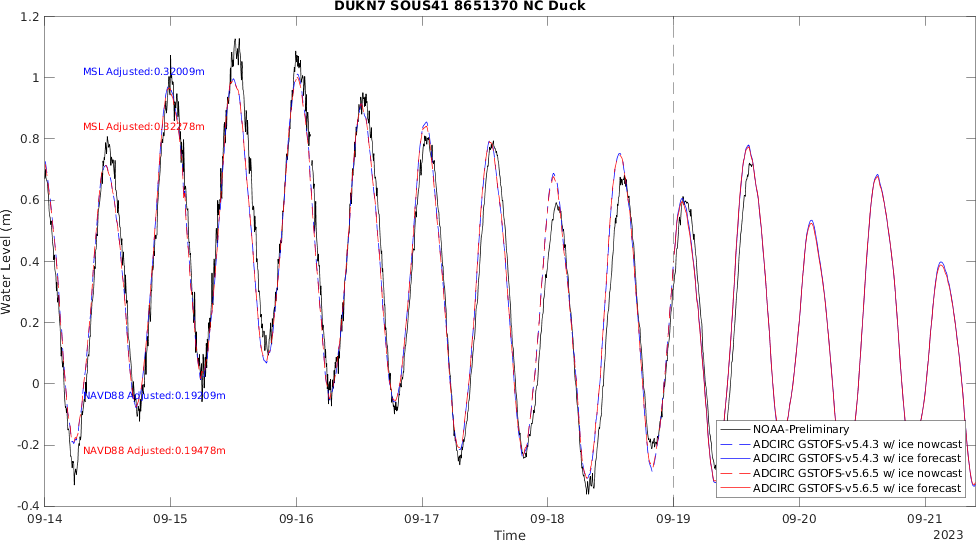 DUKN7 SOUS41 8651370 NC Duck
1.2
1
0.8
0.6
0.4
0.2
0
-0.2
-0.4
Water Level (m)
MSL Adjusted:0.32009m
MSL Adjusted:0.32278m
NAVD88 Adjusted:0.19209m
NAVD88 Adjusted:0.19478m
NOAA-Preliminary
ADCIRC GSTOFS-v5.4.3 w/ ice nowcast
ADCIRC GSTOFS-v5.4.3 w/ ice forecast
ADCIRC GSTOFS-v5.6.5 w/ ice nowcast
ADCIRC GSTOFS-v5.6.5 w/ ice forecast
09-14 09-15 09-16 09-17 09-18 09-19 09-20 09-21
Time
2023